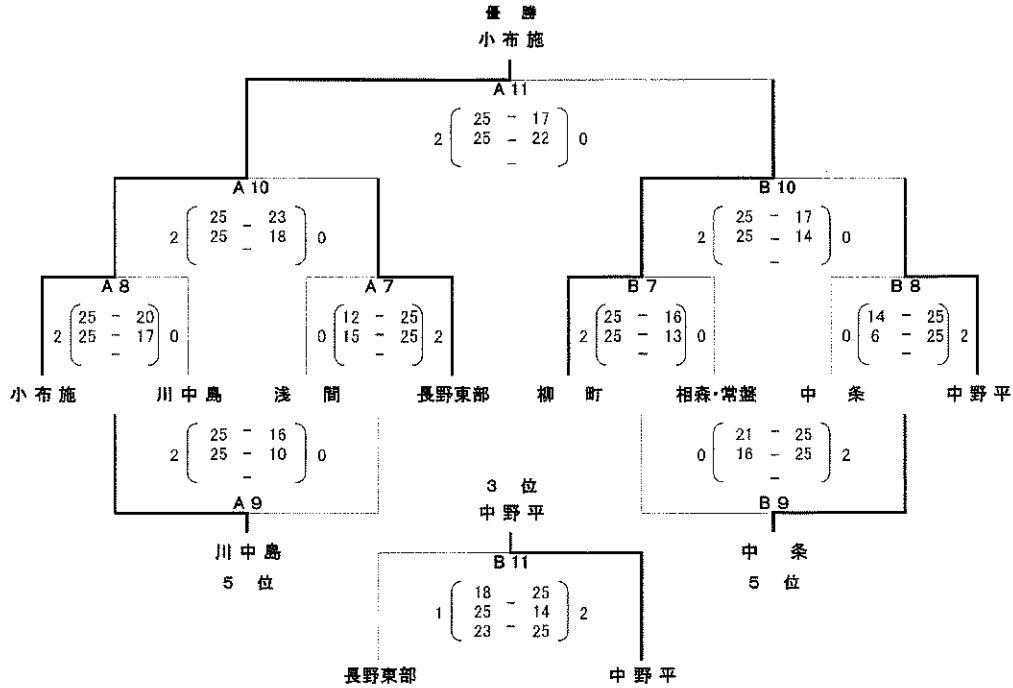 優 勝
小 布 施
A 11
25 - 17
2 25 - 22 0
-
A 10 B 10
25 - 23 25 - 17
2 25 - 18 0 2 25 - 14 0
- -
A 8 A 7 B 7 B 8
25 - 20 12 - 25 25 - 16 14 - 25
2 25 - 17 0 0 15 - 25 2 2 25 - 13 0 0 6 - 25 2
- - - -
小 布 施 川 中 島 浅 間 長野東部 柳 町 相森・常盤 中 条 中 野 平
25 - 16 21 - 25
2 25 - 10 0 0 16 - 25 2
- -
A 9 B 9
川 中 島 中 条
5 位 5 位
3 位
中 野 平
B 11
18 - 25
1 25 - 14 2
23 - 25
長野東部 中 野 平